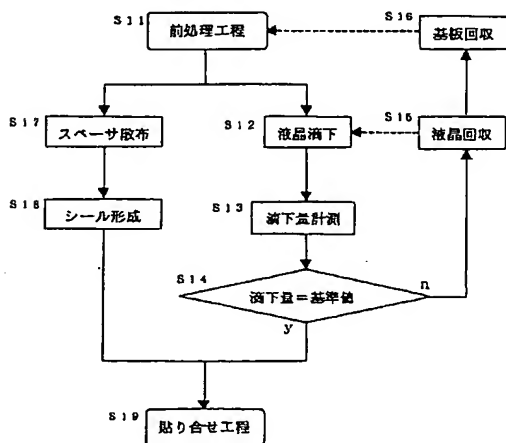 S11
前処理工程
S16
基板回収
S17
スペーサ散布
S12
液晶滴下
S15
液晶回収
S18
シール形成
S13
滴下量計測
S14
滴下量=基準値
n
y
S19
貼り合せ工程